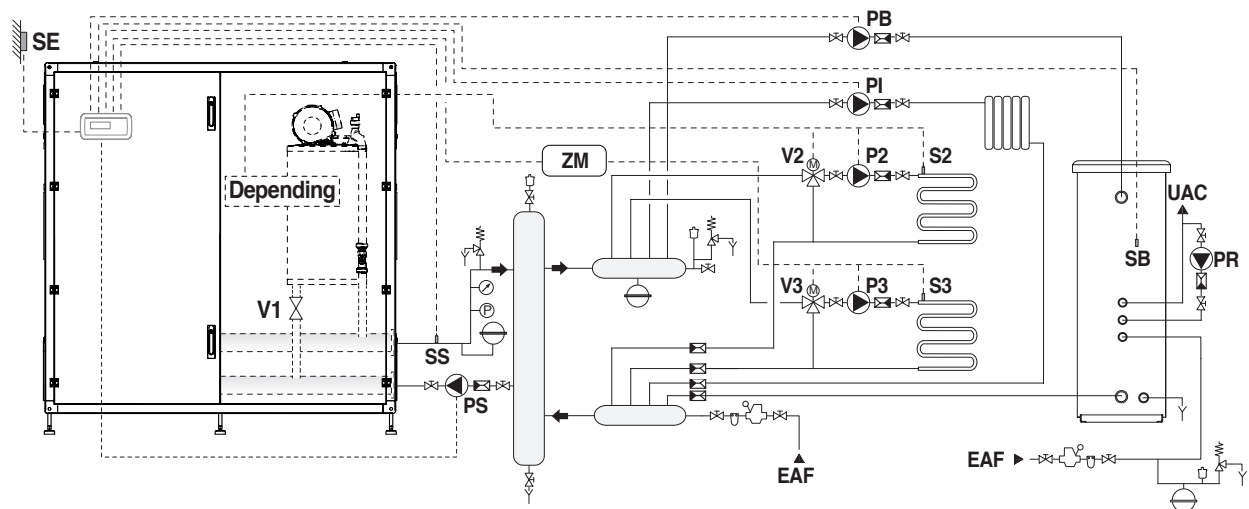 PB
SE
PI
ZM
V2
M
P2
S2
Depending
UAC
SB
PR
V3
M
P3
S3
V1
P
SS
PS
EAF
EAF